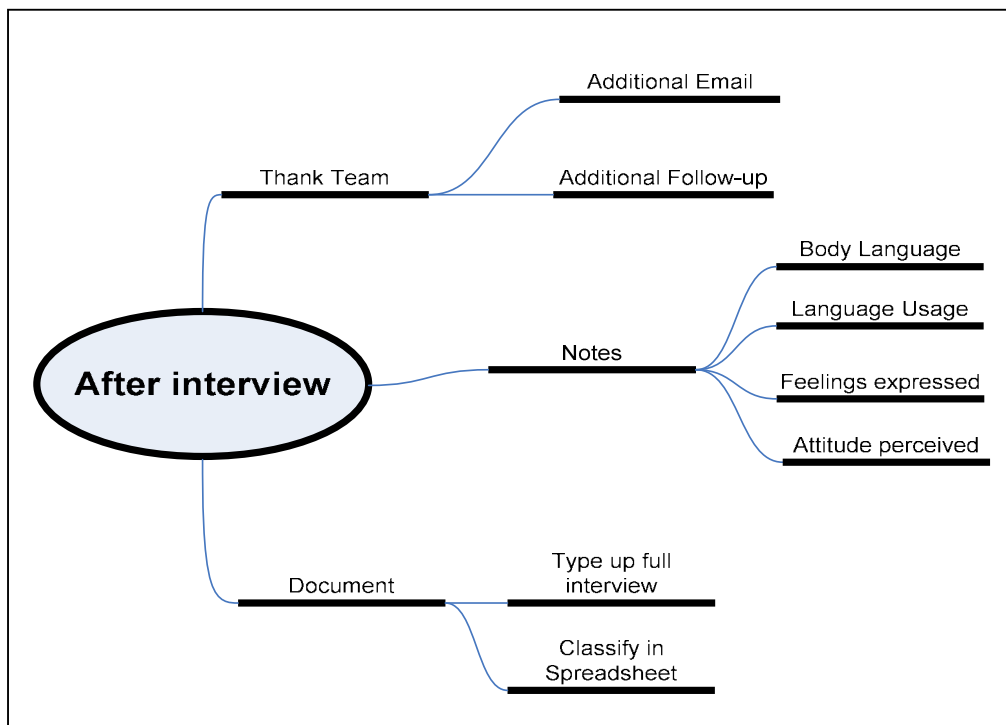 After interview
Thank Team
Additional Email
Additional Follow-up
Notes
Body Language
Language Usage
Feelings expressed
Attitude perceived
Document
Type up full
interview
Classify in
Spreadsheet